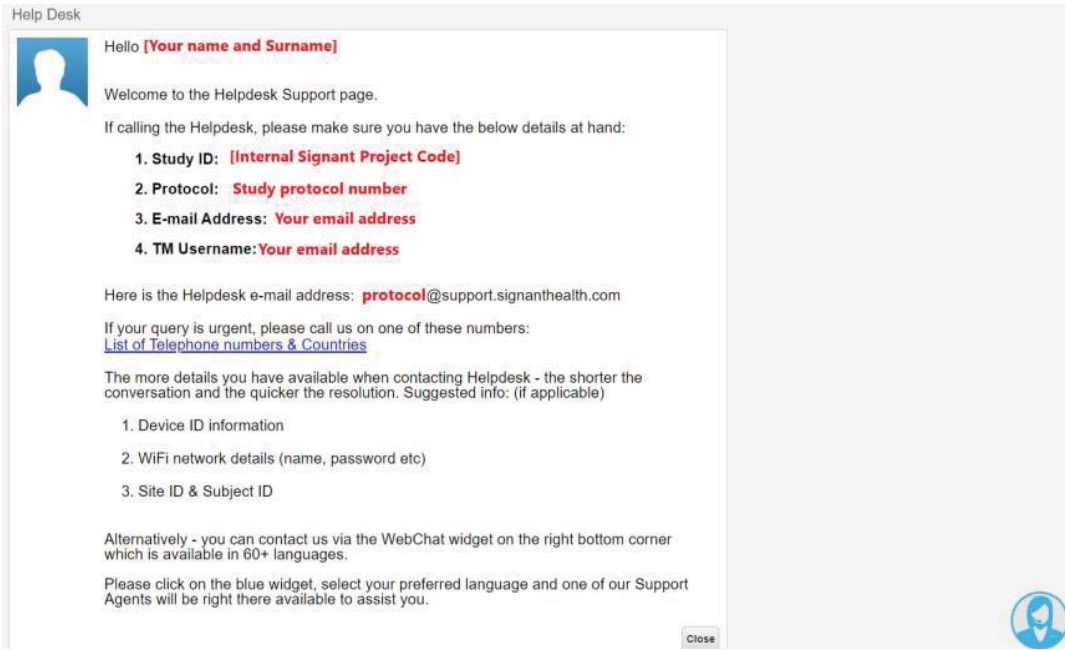 Help Desk
Hello [Your name and Surname]
Welcome to the Helpdesk Support page.
If calling the Helpdesk, please make sure you have the below details at hand:
1. Study ID: [Internal Signant Project Code]
2. Protocol: Study protocol number
3. E-mail Address: Your email address
4. TM Username: Your email address
Here is the Helpdesk e-mail address: protocol@support.signanthealth.com
If your query is urgent, please call us on one of these numbers:
List of Telephone numbers & Countries
The more details you have available when contacting Helpdesk - the shorter the
conversation and the quicker the resolution. Suggested info: (if applicable)
1. Device ID information
2. WiFi network details (name, password etc)
3. Site ID & Subject ID
Alternatively - you can contact us via the WebChat widget on the right bottom corner
which is available in 60+ languages.
Please click on the blue widget, select your preferred language and one of our Support
Agents will be right there available to assist you.
Close